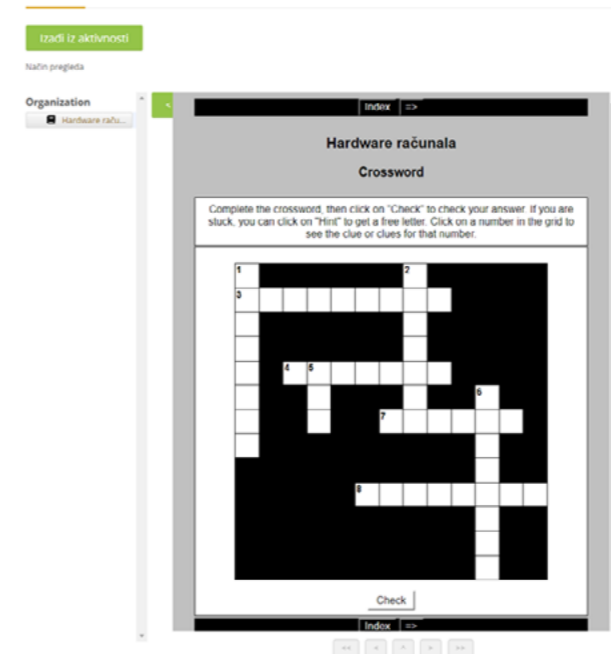 Izađi iz aktivnosti
Način pregleda
Organization
Hardware raču...
<
Index =>
Hardware računala
Crossword
Complete the crossword, then click on "Check" to check your answer. If you are
stuck, you can click on "Hint" to get a free letter. Click on a number in the grid to
see the clue or clues for that number.
1 2
3
4 5
6
7
8
Check
Index =>
<< < ^ > >>